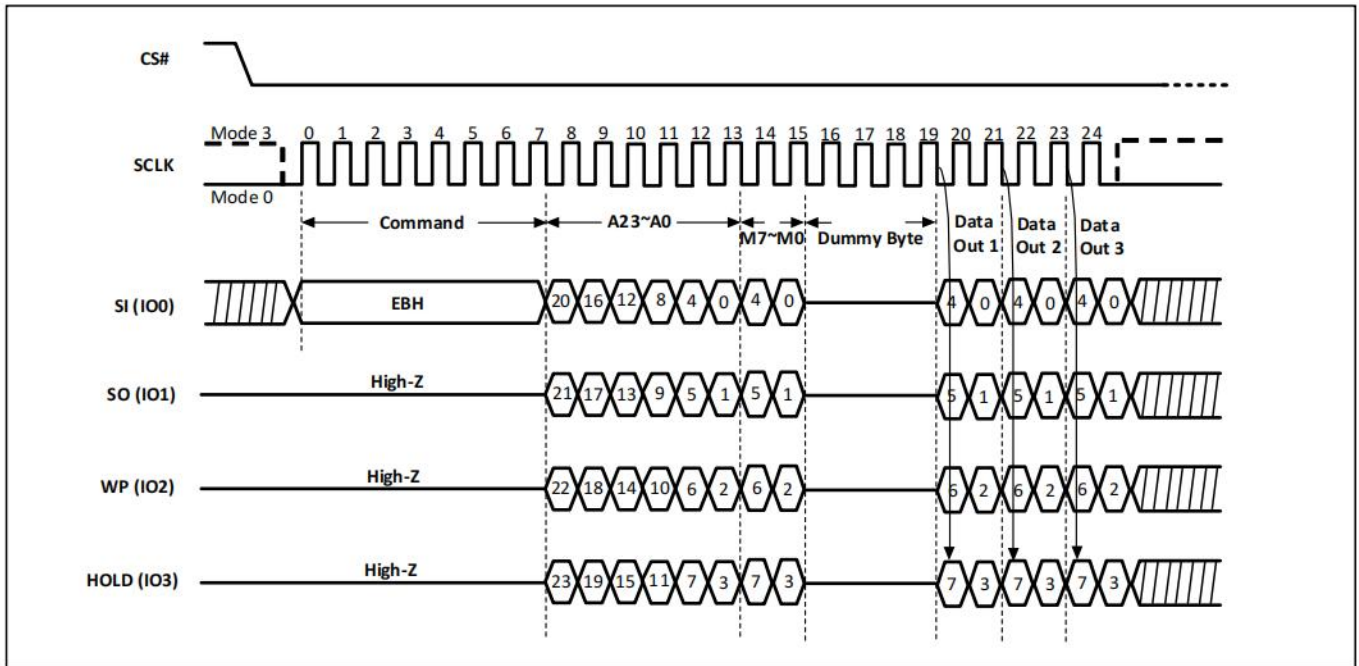 CS#
Mode 3 0 1 2 3 4 5 6 7 8 9 10 11 12 13 14 15 16 17 18 19 20 21 22 23 24
SCLK
Mode 0
Command A23~A0 M7~M0 Dummy Byte Data Out 1 Data Out 2 Data Out 3
SI (IO0) EBH 20 16 12 8 4 0 4 0 4 0 4 0 4 0
High-Z
SO (IO1) 21 17 13 9 5 1 5 1 5 1 5 1 5 1
High-Z
WP (IO2) 22 18 14 10 6 2 6 2 6 2 6 2 6 2
High-Z
HOLD (IO3) 23 19 15 11 7 3 7 3 7 3 7 3 7 3